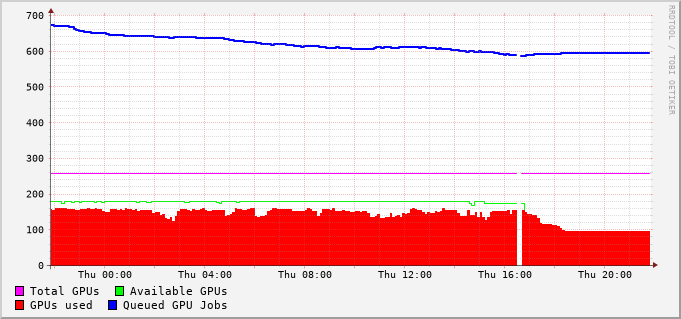 700
600
500
400
300
200
100
0
Thu 00:00 Thu 04:00 Thu 08:00 Thu 12:00 Thu 16:00 Thu 20:00
Total GPUs Available GPUs
GPUs used Queued GPU Jobs
RRDTOOL / TOBI OETIKER